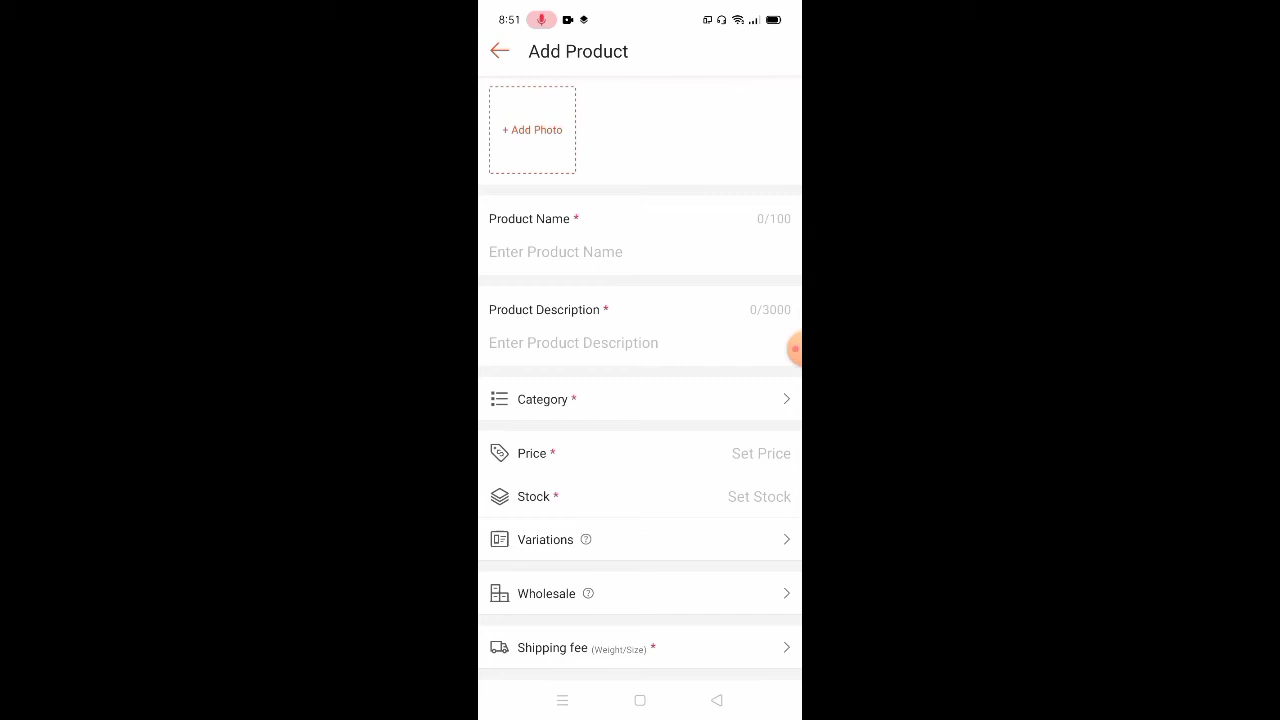 8:51
Add Product
+ Add Photo
Product Name * 0/100
Enter Product Name
Product Description * 0/3000
Enter Product Description
Category *
Price * Set Price
Stock * Set Stock
Variations
Wholesale
Shipping fee (Weight/Size) *